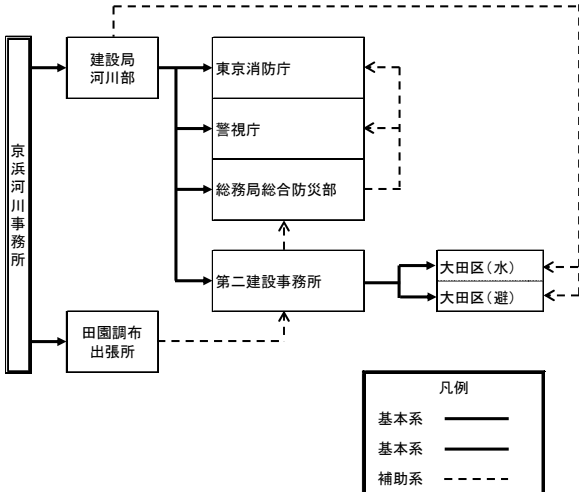 京浜河川事務所
建設局
河川部
東京消防庁
警視庁
総務局総合防災部
第二建設事務所
大田区（水）
大田区（避）
田園調布
出張所
凡例
基本系
基本系
補助系